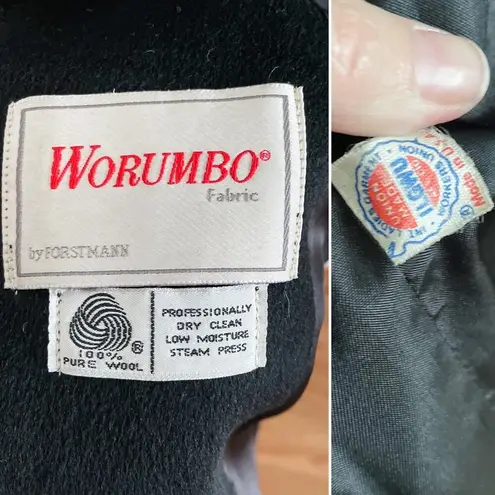 WORUMBO®
Fabric
by FORSTMANN
100%®
PURE WOOL
PROFESSIONALLY
DRY CLEAN
LOW MOISTURE
STEAM PRESS
Made in U.S.A.
ILGWU
UNION
MADE
®